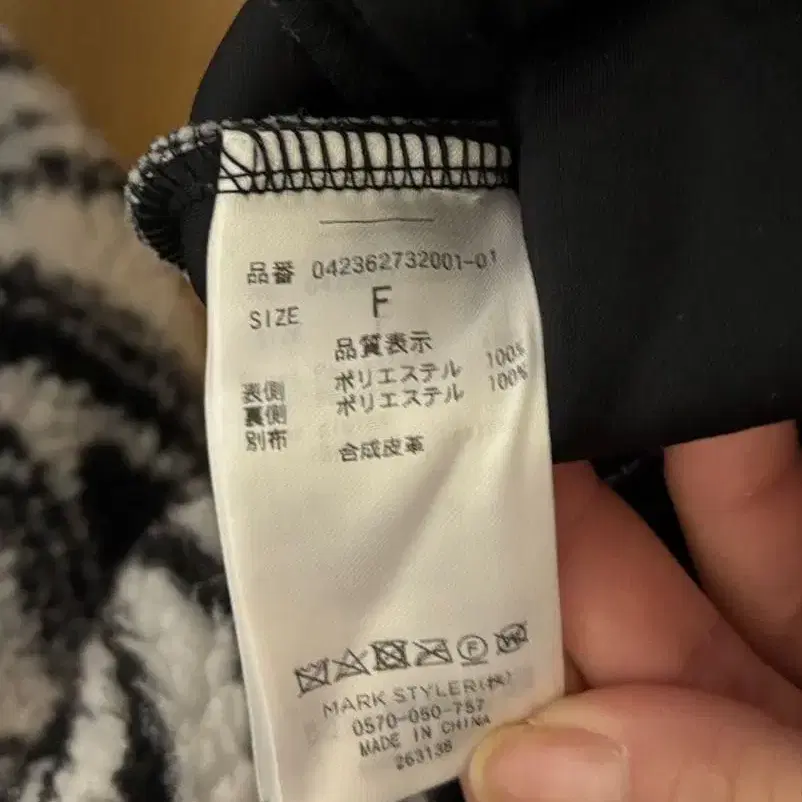 品番 042362732001-01
SIZE F
品質表示
表側 ポリエステル 100%
裏側 ポリエステル 100%
別布 合成皮革
F W
MARK STYLER(株)
0570-050-757
MADE IN CHINA
263136